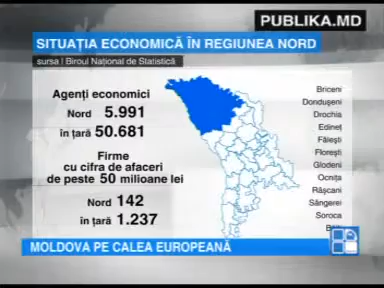 PUBLIKA.MD
SITUAȚIA ECONOMICĂ ÎN REGIUNEA NORD
sursa | Biroul Național de Statistică
Agenți economici
Nord 5.991
în țară 50.681
Firme
cu cifra de afaceri
de peste 50 milioane lei
Nord 142
în țară 1.237
Briceni
Dondușeni
Drochia
Edineț
Fălești
Florești
Glodeni
Ocnița
Râșcani
Sângerei
Soroca
MOLDOVA PE CALEA EUROPEANĂ